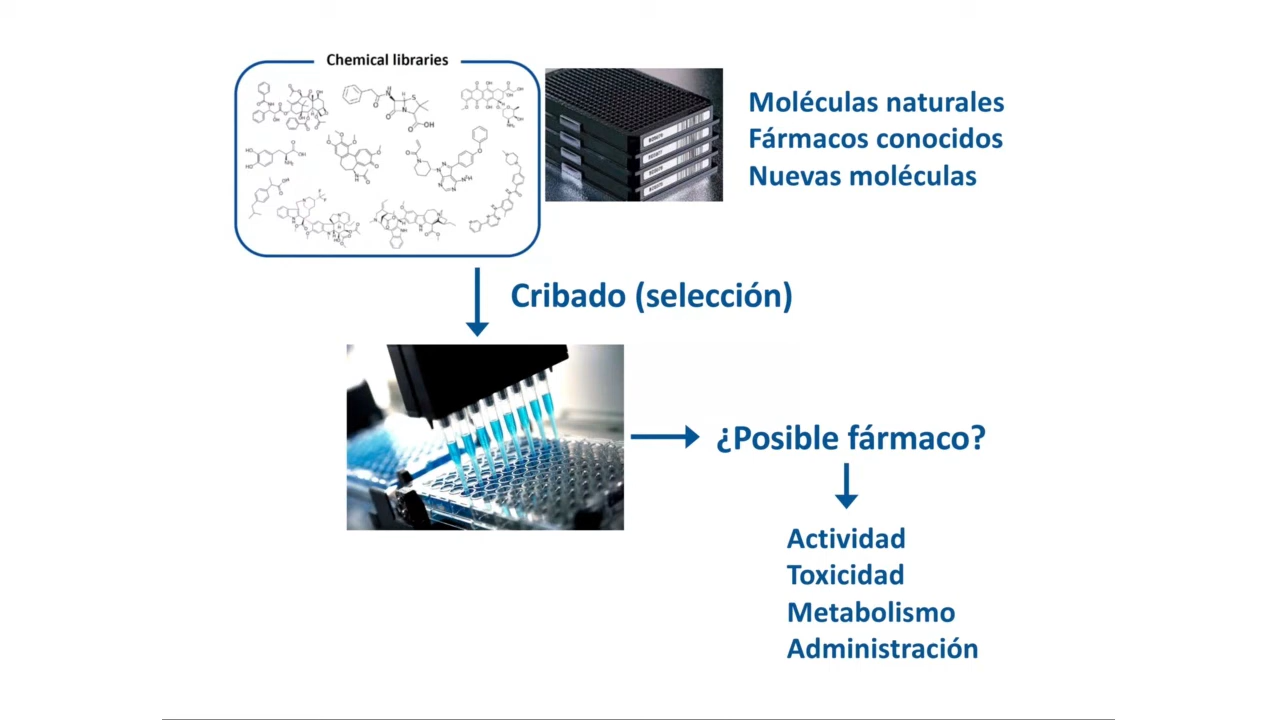 Chemical libraries
Moléculas naturales
Fármacos conocidos
Nuevas moléculas
Cribado (selección)
¿Posible fármaco?
Actividad
Toxicidad
Metabolismo
Administración